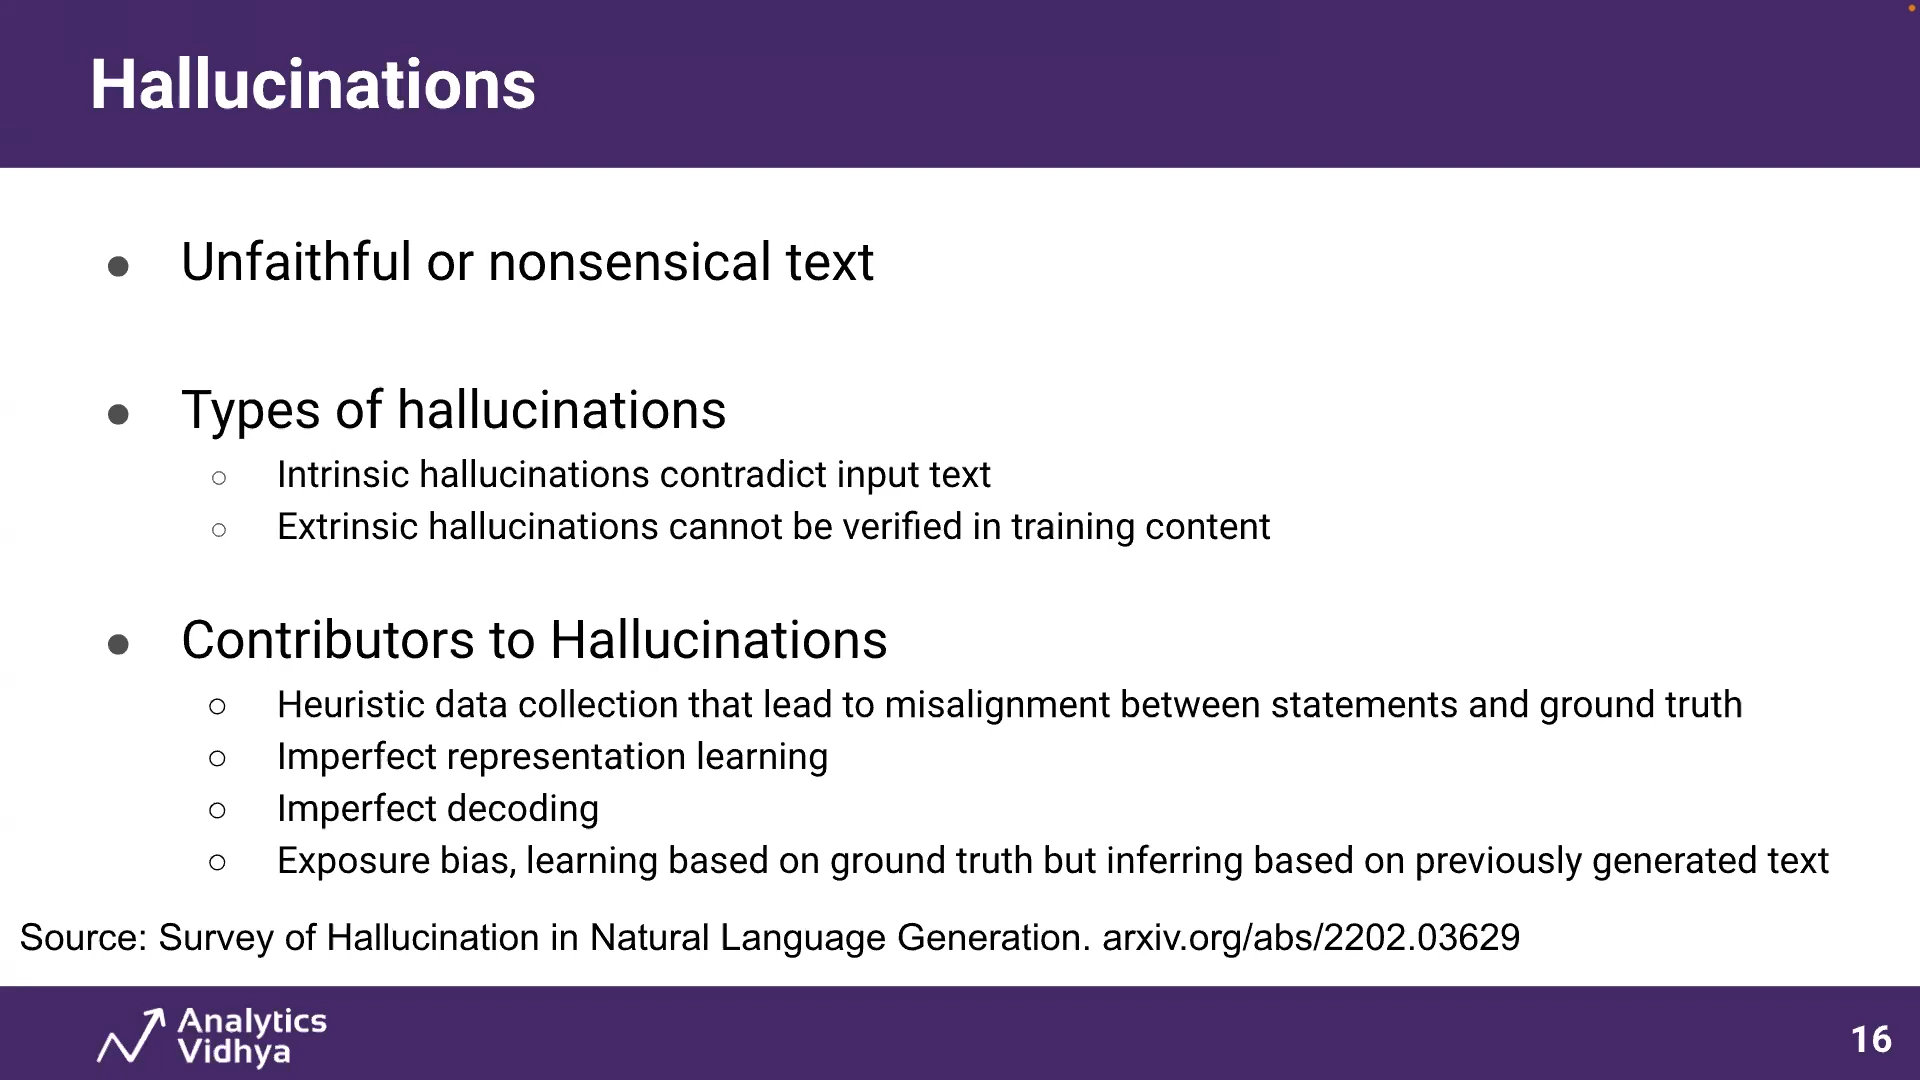 Hallucinations
● Unfaithful or nonsensical text
● Types of hallucinations
○ Intrinsic hallucinations contradict input text
○ Extrinsic hallucinations cannot be verified in training content
● Contributors to Hallucinations
○ Heuristic data collection that lead to misalignment between statements and ground truth
○ Imperfect representation learning
○ Imperfect decoding
○ Exposure bias, learning based on ground truth but inferring based on previously generated text
Source: Survey of Hallucination in Natural Language Generation. arxiv.org/abs/2202.03629
Analytics
Vidhya
16